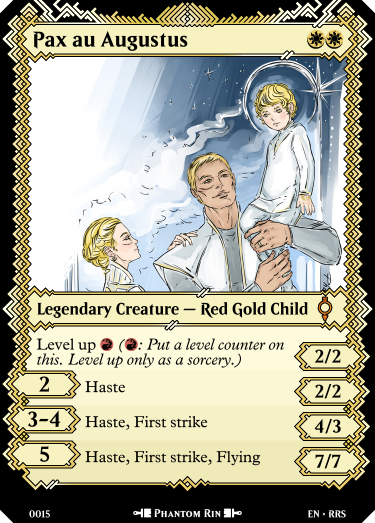 Pax au Augustus
Legendary Creature — Red Gold Child
Level up (: Put a level counter on
this. Level up only as a sorcery.)
2/2
2 Haste 2/2
3-4 Haste, First strike 4/3
5 Haste, First strike, Flying 7/7
0015 Phantom Rin EN • RRS